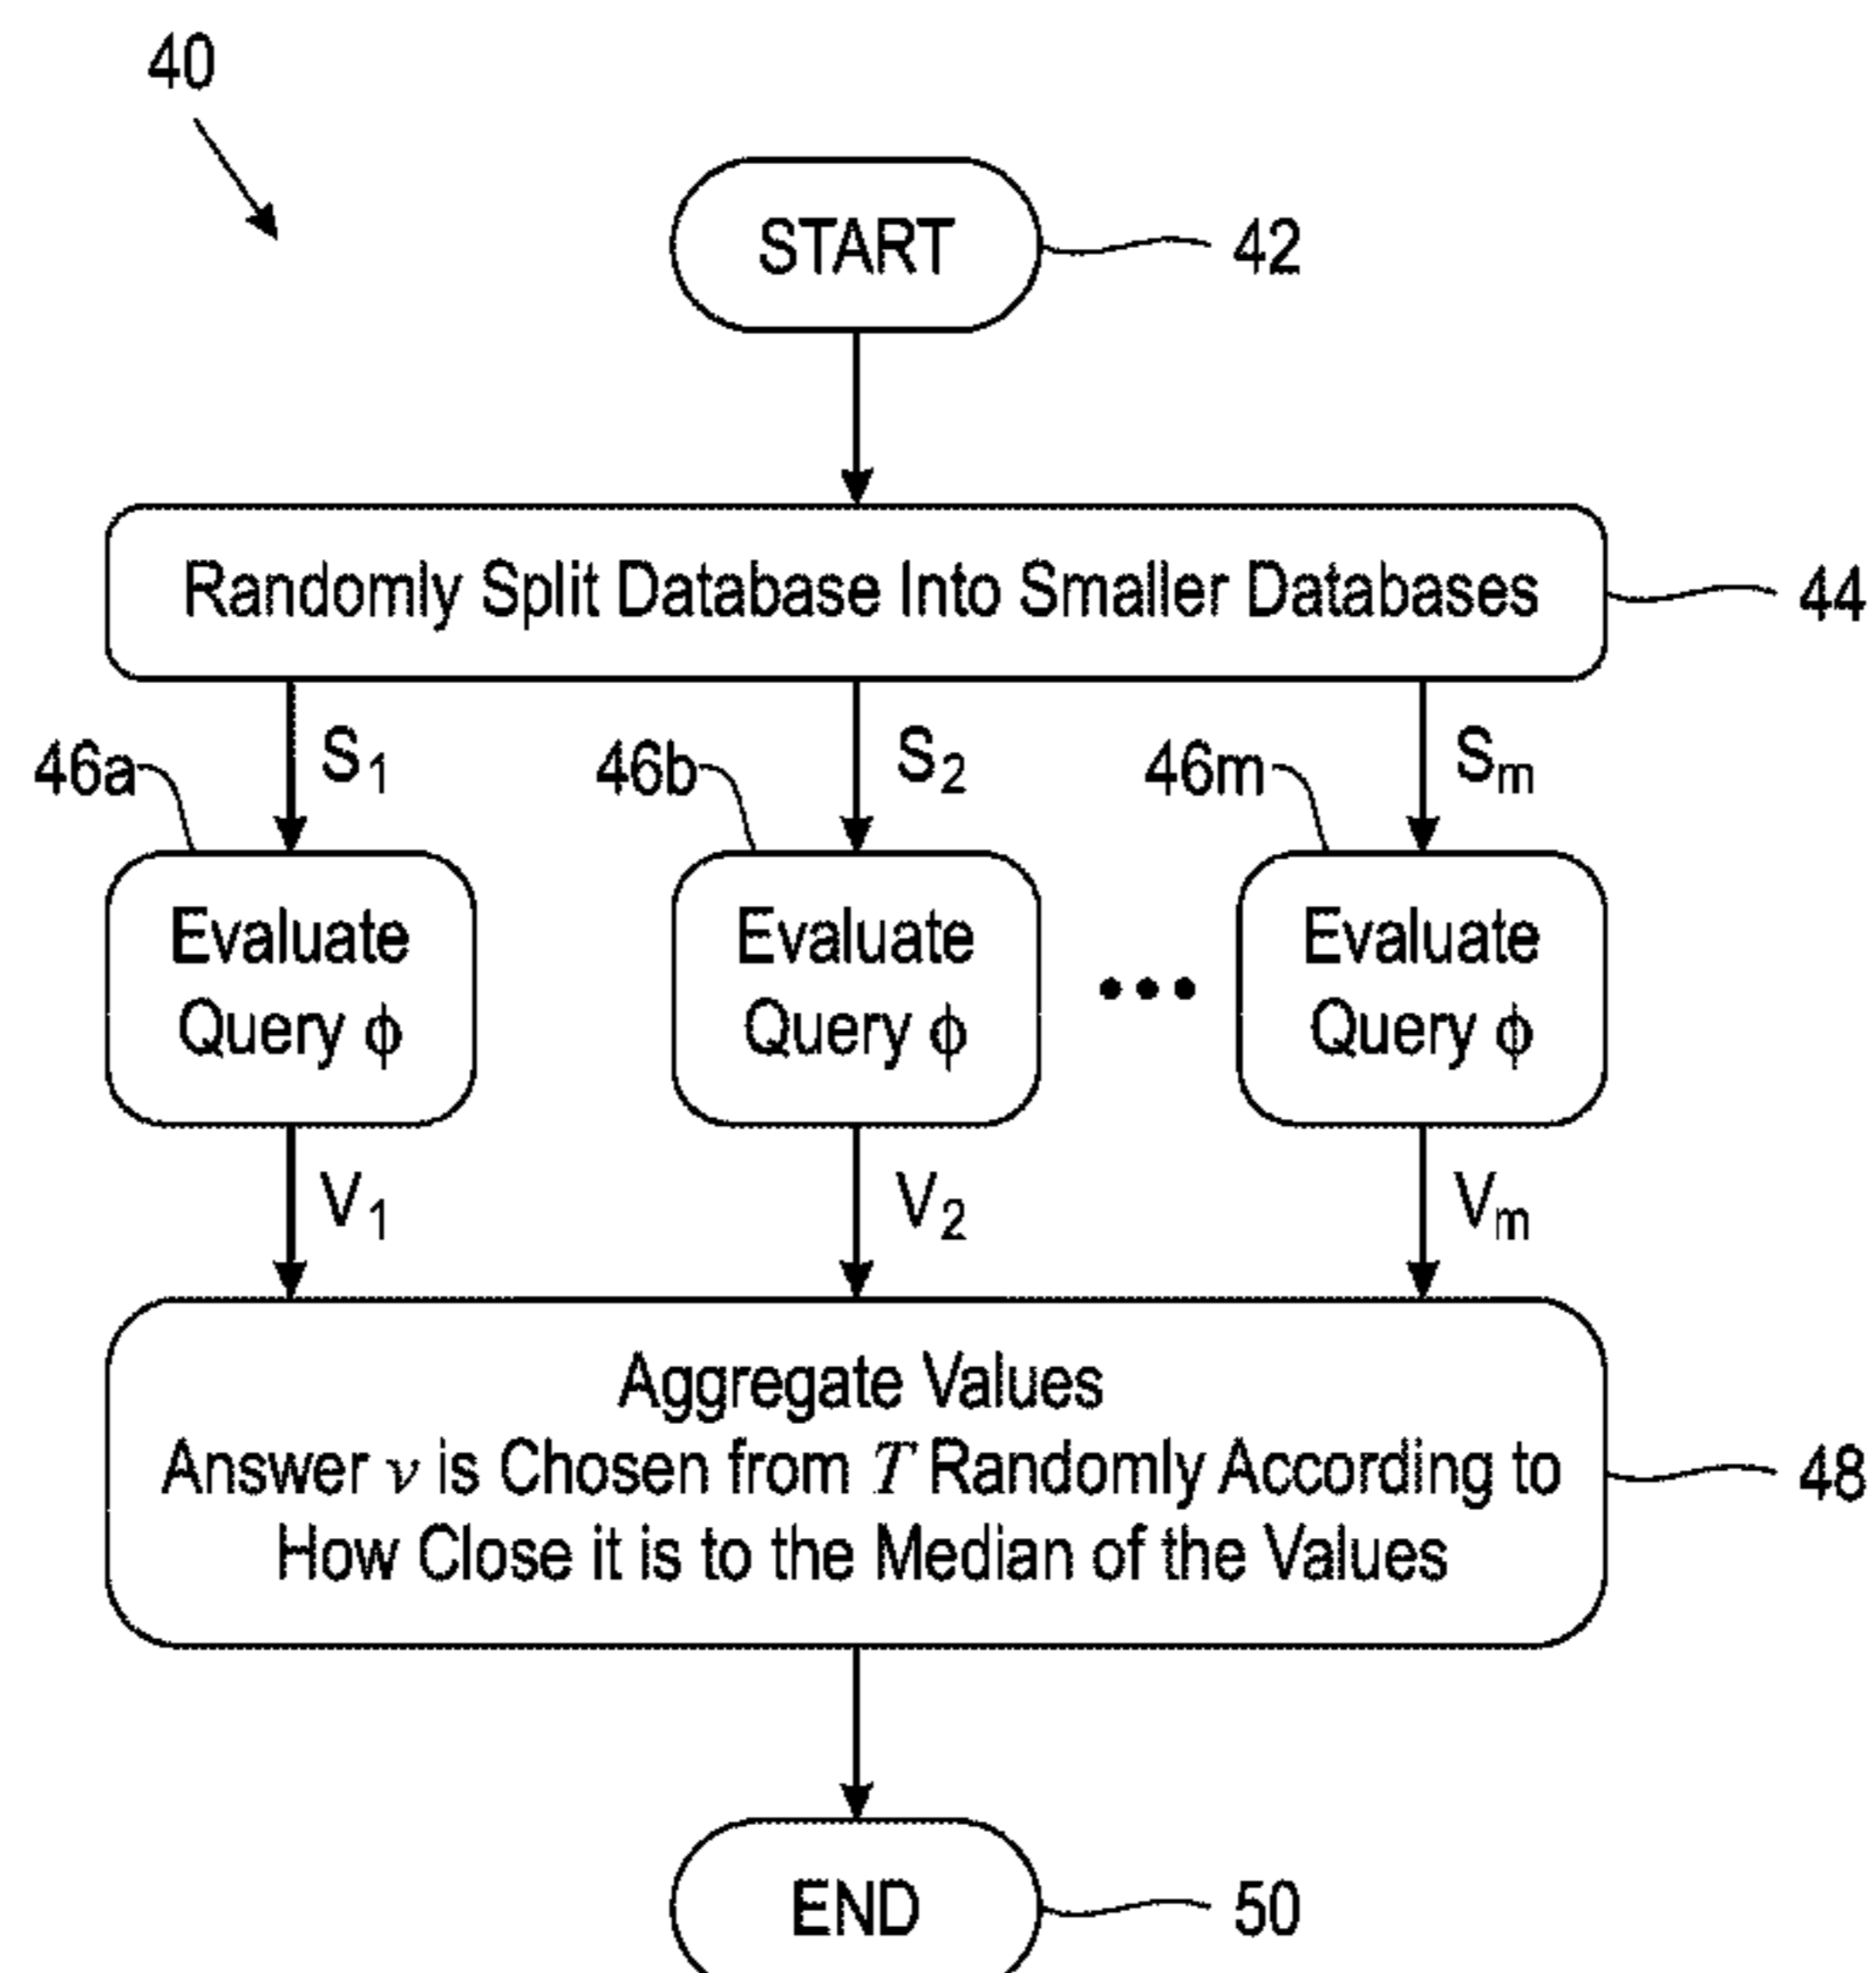 40
START
42
Randomly Split Database Into Smaller Databases
44
46a
S1
46b
S2
46m
Sm
Evaluate
Query ϕ
Evaluate
Query ϕ
•••
Evaluate
Query ϕ
V1
V2
Vm
Aggregate Values
Answer v is Chosen from T Randomly According to
How Close it is to the Median of the Values
48
END
50